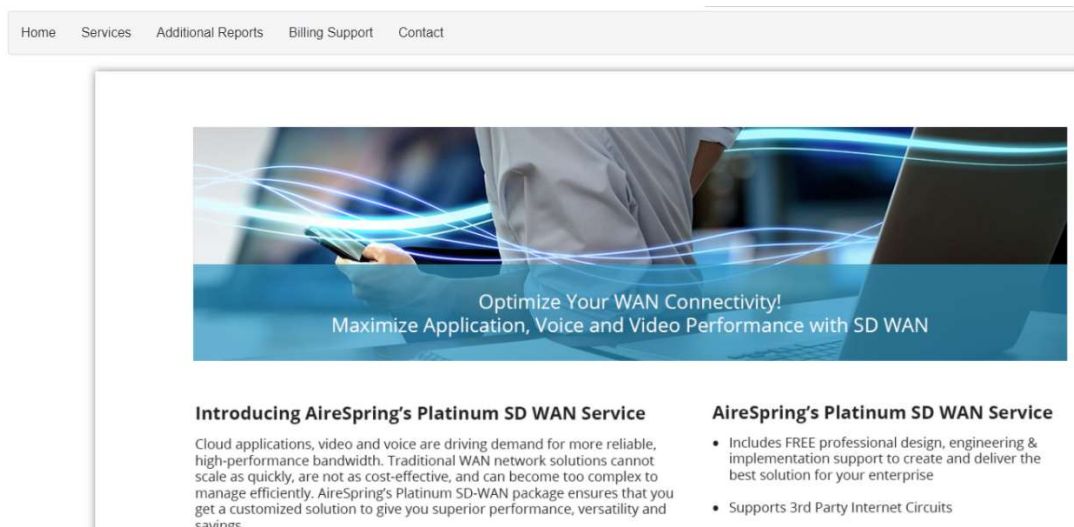 Home Services Additional Reports Billing Support Contact
Optimize Your WAN Connectivity!
Maximize Application, Voice and Video Performance with SD WAN
Introducing AireSpring’s Platinum SD WAN Service
Cloud applications, video and voice are driving demand for more reliable,
high-performance bandwidth. Traditional WAN network solutions cannot
scale as quickly, are not as cost-effective, and can become too complex to
manage efficiently. AireSpring’s Platinum SD-WAN package ensures that you
get a customized solution to give you superior performance, versatility and
savings
AireSpring’s Platinum SD WAN Service
• Includes FREE professional design, engineering &
implementation support to create and deliver the
best solution for your enterprise
• Supports 3rd Party Internet Circuits